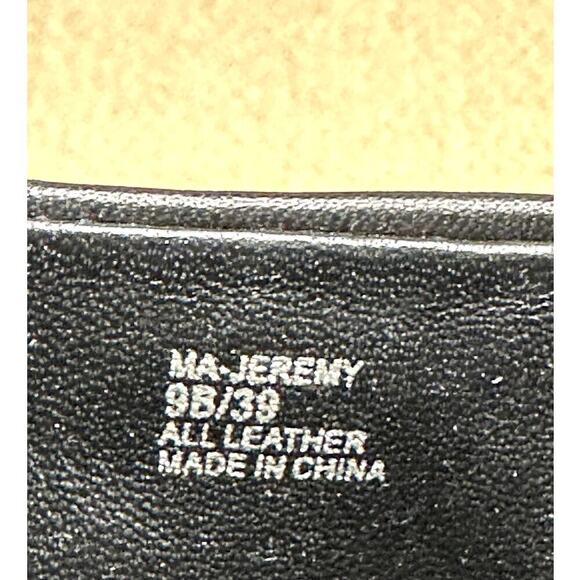 MA-JEREMY
9B/39
ALL LEATHER
MADE IN CHINA